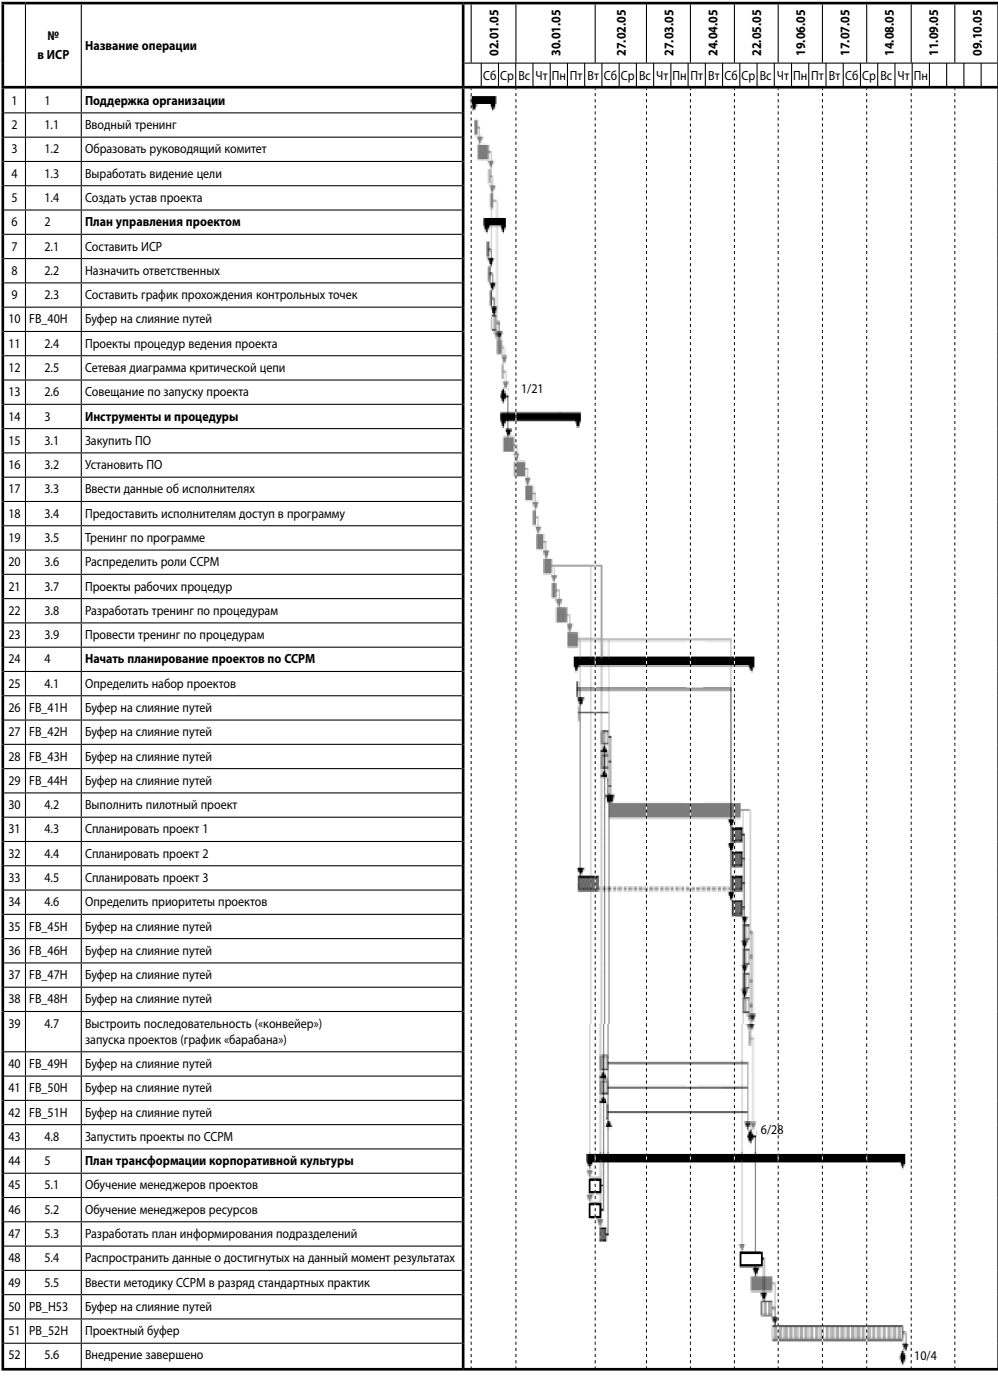 №
в ИСР
Название операции
02.01.05
30.01.05
27.02.05
27.03.05
24.04.05
22.05.05
19.06.05
17.07.05
14.08.05
11.09.05
09.10.05
Сб Ср Вс Чт Пн Пт Вт Сб Ср Вс Чт Пн Пт Вт Сб Ср Вс Чт Пн Пт Вт Сб Ср Вс Чт Пн
1 1 Поддержка организации
2 1.1 Вводный тренинг
3 1.2 Образовать руководящий комитет
4 1.3 Выработать видение цели
5 1.4 Создать устав проекта
6 2 План управления проектом
7 2.1 Составить ИСР
8 2.2 Назначить ответственных
9 2.3 Составить график прохождения контрольных точек
10 FB_40H Буфер на слияние путей
11 2.4 Проекты процедур ведения проекта
12 2.5 Сетевая диаграмма критической цепи
13 2.6 Совещание по запуску проекта 1/21
14 3 Инструменты и процедуры
15 3.1 Закупить ПО
16 3.2 Установить ПО
17 3.3 Ввести данные об исполнителях
18 3.4 Предоставить исполнителям доступ в программу
19 3.5 Тренинг по программе
20 3.6 Распределить роли CCPM
21 3.7 Проекты рабочих процедур
22 3.8 Разработать тренинг по процедурам
23 3.9 Провести тренинг по процедурам
24 4 Начать планирование проектов по CCPM
25 4.1 Определить набор проектов
26 FB_41H Буфер на слияние путей
27 FB_42H Буфер на слияние путей
28 FB_43H Буфер на слияние путей
29 FB_44H Буфер на слияние путей
30 4.2 Выполнить пилотный проект
31 4.3 Спланировать проект 1
32 4.4 Спланировать проект 2
33 4.5 Спланировать проект 3
34 4.6 Определить приоритеты проектов
35 FB_45H Буфер на слияние путей
36 FB_46H Буфер на слияние путей
37 FB_47H Буфер на слияние путей
38 FB_48H Буфер на слияние путей
39 4.7 Выстроить последовательность («конвейер»)
запуска проектов (график «барабана»)
40 FB_49H Буфер на слияние путей
41 FB_50H Буфер на слияние путей
42 FB_51H Буфер на слияние путей
43 4.8 Запустить проекты по CCPM 6/28
44 5 План трансформации корпоративной культуры
45 5.1 Обучение менеджеров проектов
46 5.2 Обучение менеджеров ресурсов
47 5.3 Разработать план информирования подразделений
48 5.4 Распространить данные о достигнутых на данный момент результатах
49 5.5 Ввести методику CCPM в разряд стандартных практик
50 PB_H53 Буфер на слияние путей
51 PB_52H Проектный буфер
52 5.6 Внедрение завершено 10/4